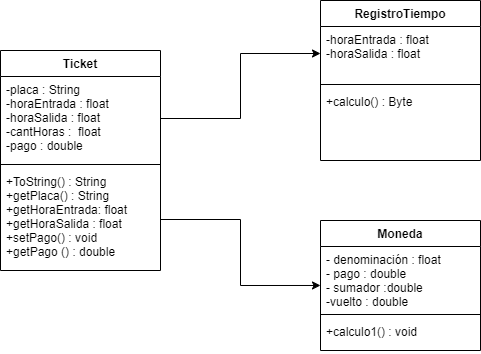 Ticket
-placa : String
-horaEntrada : float
-horaSalida : float
-cantHoras :  float
-pago : double
+ToString() : String
+getPlaca() : String
+getHoraEntrada: float
+getHoraSalida : float
+setPago() : void
+getPago () : double
RegistroTiempo
-horaEntrada : float
-horaSalida : float
+calculo() : Byte
Moneda
- denominación : float
- pago : double
- sumador :double
-vuelto : double
+calculo1() : void